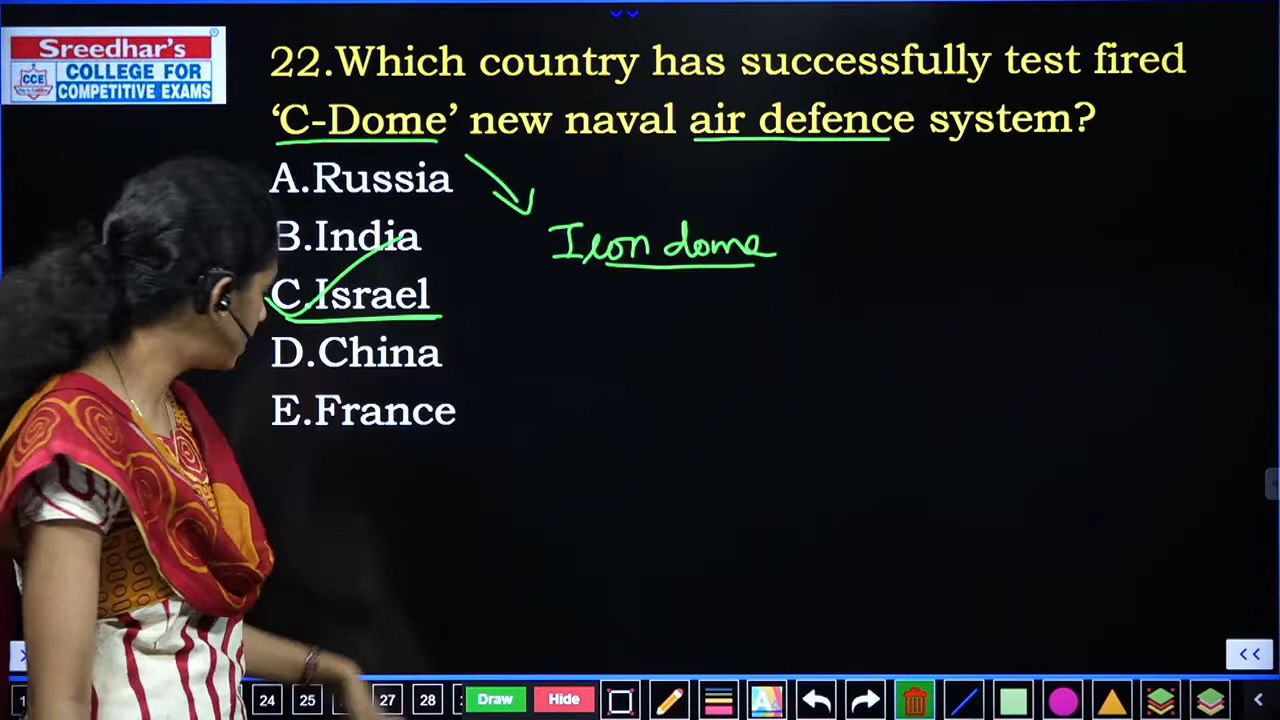 Sreedhar's
CCE
COLLEGE FOR
COMPETITIVE EXAMS
22.Which country has successfully test fired
‘C-Dome’ new naval air defence system?
A.Russia
B.India
Iron dome
C.Israel
D.China
E.France
24 25 27 28 Draw Hide